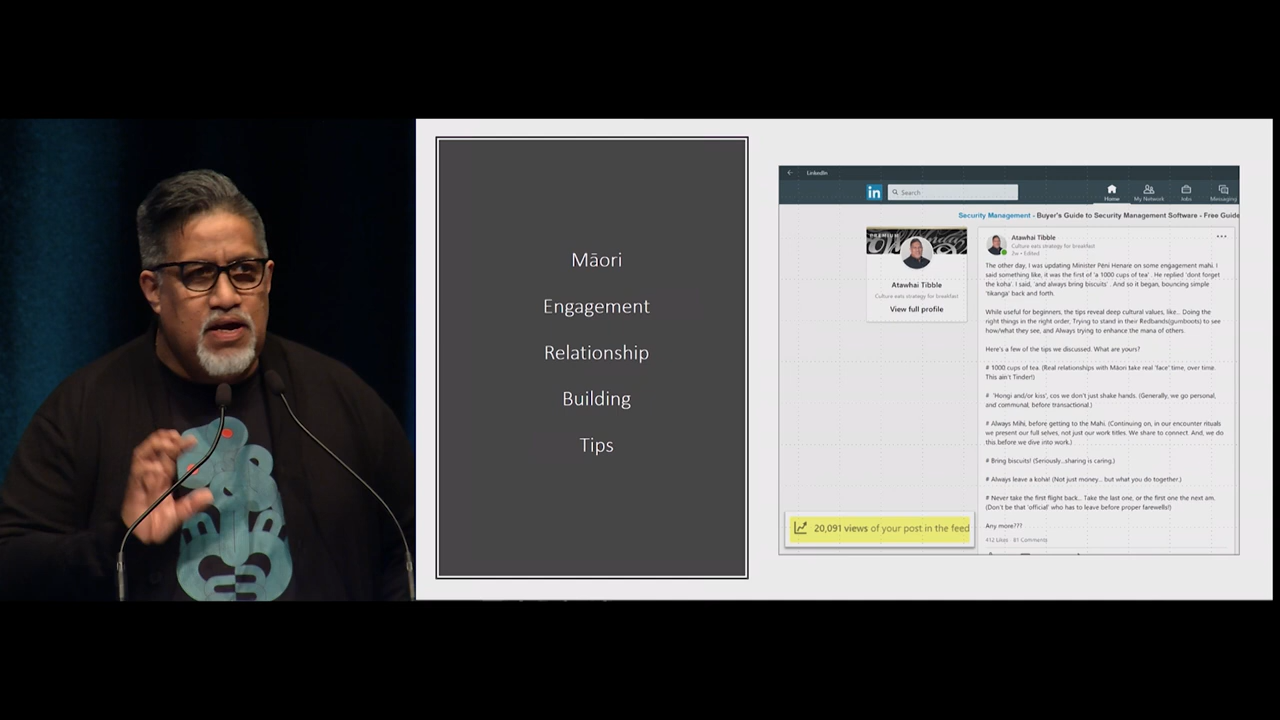 Māori
Engagement
Relationship
Building
Tips
LinkedIn
in
Search
Home
My Network
Jobs
Messaging
Security Management - Buyer's Guide to Security Management Software - Free Guide
PREMIUM
Atawhai Tibble
Culture eats strategy for breakfast
View full profile
Atawhai Tibble
Culture eats strategy for breakfast
2w • Edited
The other day, I was updating Minister Pēni Henare on some engagement mahi. I
said something like, it was the first of 'a 1000 cups of tea' . He replied 'dont forget
the koha'. I said, 'and always bring biscuits' . And so it began, bouncing simple
'tikanga' back and forth.
While useful for beginners, the tips reveal deep cultural values, like... Doing the
right things in the right order, Trying to stand in their Redbands(gumboots) to see
how/what they see, and Always trying to enhance the mana of others.
Here's a few of the tips we discussed. What are yours?
# 1000 cups of tea. (Real relationships with Māori take real 'face' time, over time.
This ain't Tinder!)
# 'Hongi and/or kiss', cos we don't just shake hands. (Generally, we go personal,
and communal, before transactional.)
# Always Mihi, before getting to the Mahi. (Continuing on, in our encounter rituals
we present our full selves, not just our work titles. We share to connect. And, we do
this before we dive into work.)
# Bring biscuits! (Seriously...sharing is caring.)
# Always leave a koha! (Not just money... but what you do together.)
# Never take the first flight back... Take the last one, or the first one the next am.
(Don't be that 'official' who has to leave before proper farewells!)
Any more???
412 Likes 81 Comments
20,091 views of your post in the feed